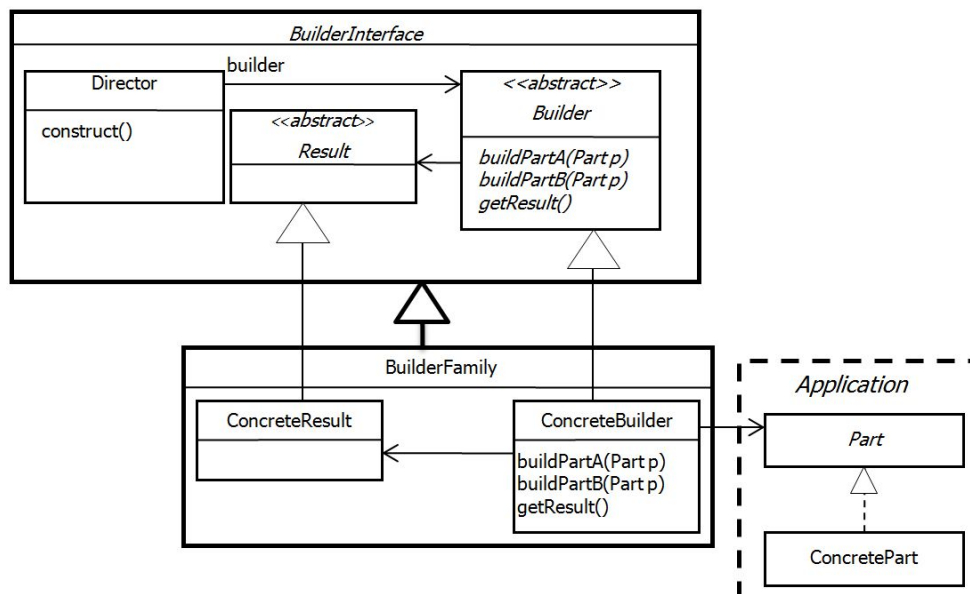 BuilderInterface
Director
construct()
builder
<<abstract>>
Result
<<abstract>>
Builder
buildPartA(Part p)
buildPartB(Part p)
getResult()
BuilderFamily
ConcreteResult
ConcreteBuilder
buildPartA(Part p)
buildPartB(Part p)
getResult()
Application
Part
ConcretePart